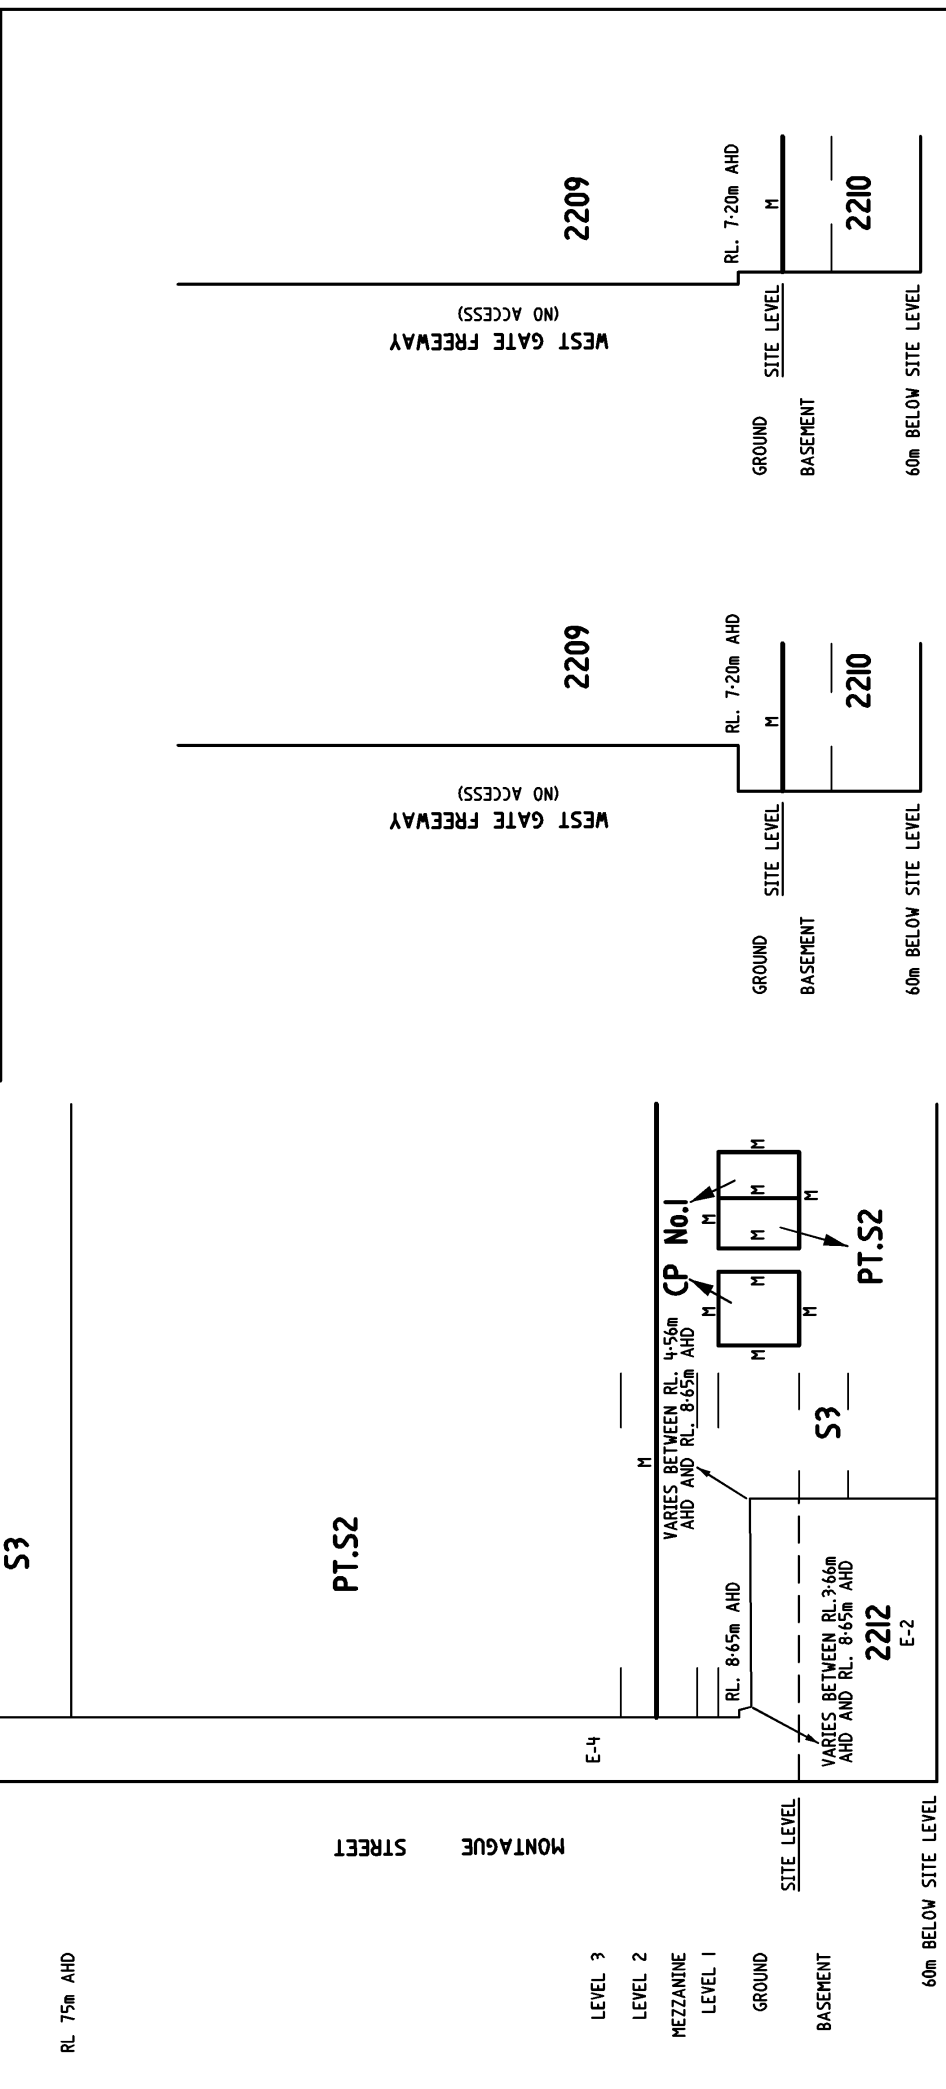 2209
RL. 7·20m AHD
M
2210
WEST GATE FREEWAY
(NO ACCESS)
SITE LEVEL
GROUND
BASEMENT
60m BELOW SITE LEVEL
2209
RL. 7·20m AHD
M
2210
WEST GATE FREEWAY
(NO ACCESS)
SITE LEVEL
GROUND
BASEMENT
60m BELOW SITE LEVEL
S3
PT.S2
M
CP No.1
M
M
M
M
M
M
M
M
M
PT.S2
VARIES BETWEEN RL. 4·56m
AHD AND RL. 8·65m AHD
S3
RL. 8·65m AHD
VARIES BETWEEN RL.3·66m
AHD AND RL. 8·65m AHD
2212
E-2
E-4
MONTAGUE STREET
SITE LEVEL
RL 75m AHD
LEVEL 3
LEVEL 2
MEZZANINE
LEVEL 1
GROUND
BASEMENT
60m BELOW SITE LEVEL